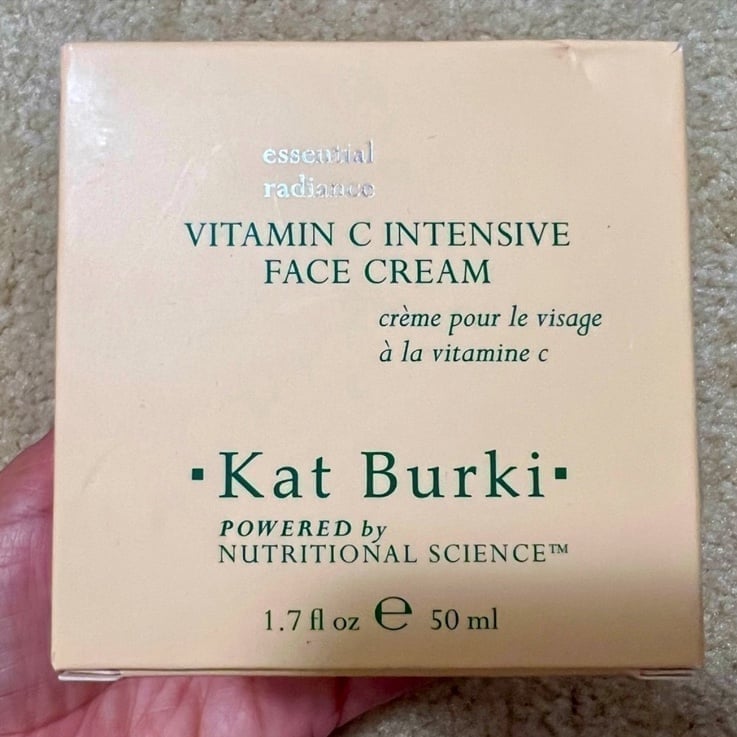 essential
radiance
VITAMIN C INTENSIVE
FACE CREAM
crème pour le visage
à la vitamine c
▪Kat Burki▪
POWERED by
NUTRITIONAL SCIENCE™
1.7 fl oz ℮ 50 ml